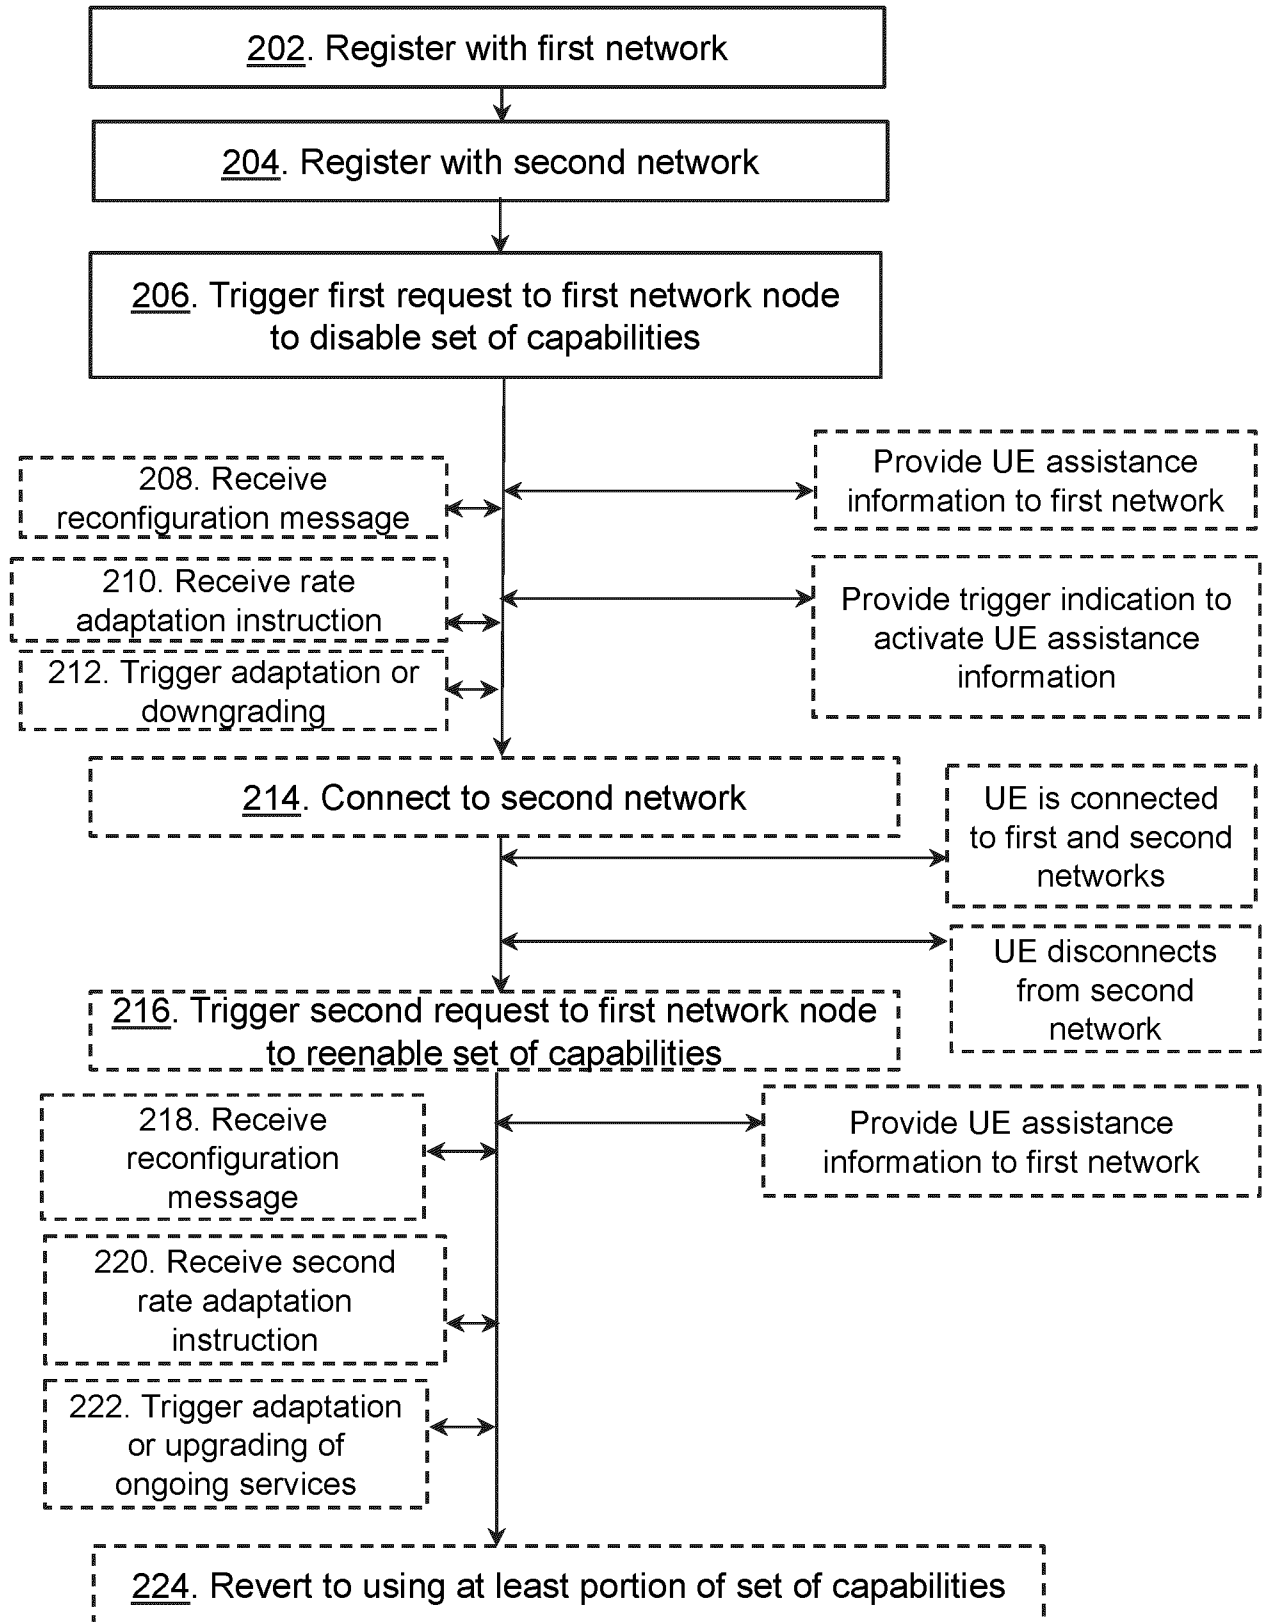 202. Register with first network
204. Register with second network
206. Trigger first request to first network node
to disable set of capabilities
208. Receive
reconfiguration message
Provide UE assistance
information to first network
210. Receive rate
adaptation instruction
Provide trigger indication to
activate UE assistance
information
212. Trigger adaptation or
downgrading
214. Connect to second network
UE is connected
to first and second
networks
UE disconnects
from second
network
216. Trigger second request to first network node
to reenable set of capabilities
218. Receive
reconfiguration
message
Provide UE assistance
information to first network
220. Receive second
rate adaptation
instruction
222. Trigger adaptation
or upgrading of
ongoing services
224. Revert to using at least portion of set of capabilities